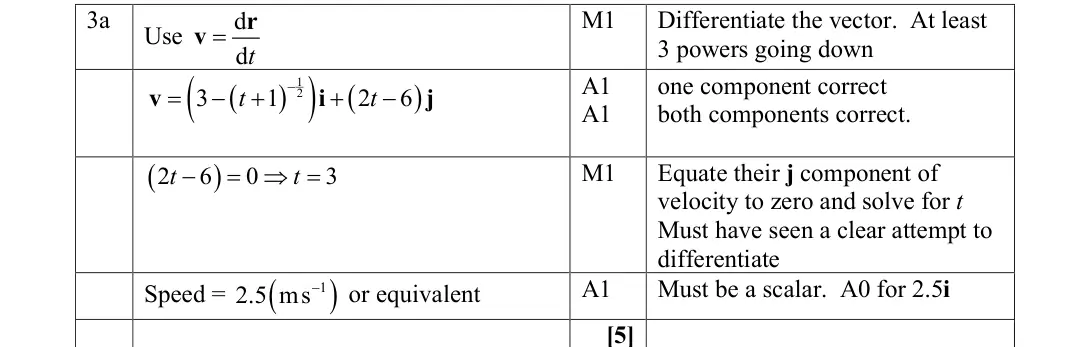 3a Use v = dr/dt M1 Differentiate the vector. At least
3 powers going down
v = (3 − (t + 1)^(−1/2)) i + (2t − 6) j A1 one component correct
A1 both components correct.
(2t − 6) = 0 ⇒ t = 3 M1 Equate their j component of
velocity to zero and solve for t
Must have seen a clear attempt to
differentiate
Speed = 2.5 (m s⁻¹) or equivalent A1 Must be a scalar. A0 for 2.5i
[5]